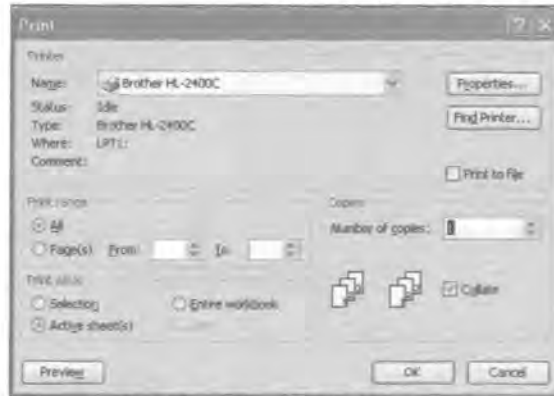 Print
Printer
Name: Brother HL-2400C
Properties...
Status: Idle
Type: Brother HL-2400C
Find Printer...
Where: LPT1:
Comment:
Print to file
Print range
All
Page(s) From: To:
Copies
Number of copies: 1
Print what
Selection Entire workbook
Active sheet(s)
Collate
Preview OK Cancel